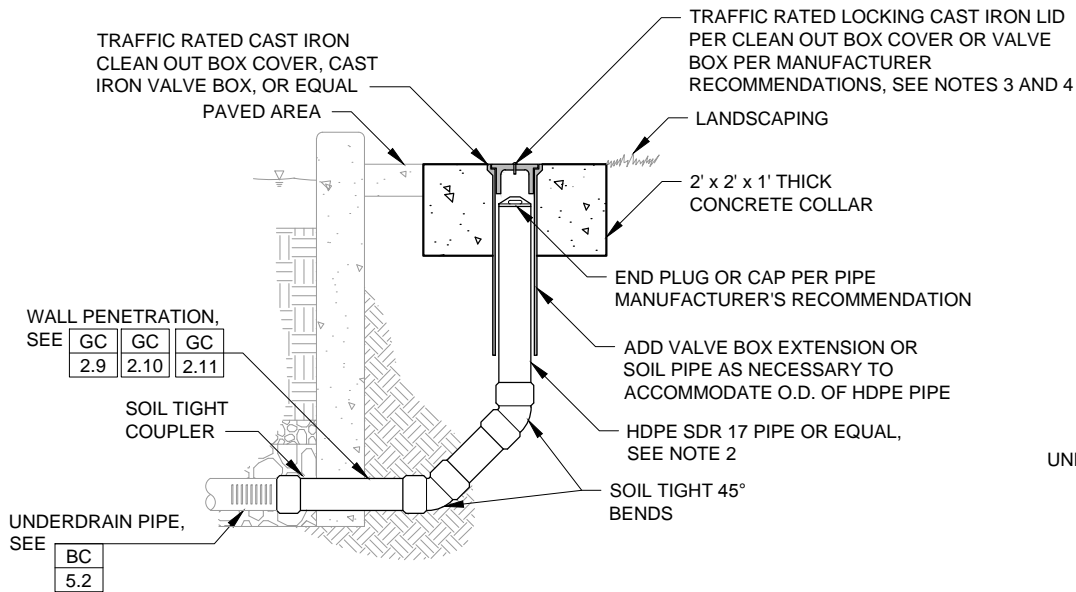 TRAFFIC RATED CAST IRON
CLEAN OUT BOX COVER, CAST
IRON VALVE BOX, OR EQUAL
PAVED AREA
TRAFFIC RATED LOCKING CAST IRON LID
PER CLEAN OUT BOX COVER OR VALVE
BOX PER MANUFACTURER
RECOMMENDATIONS, SEE NOTES 3 AND 4
LANDSCAPING
2' x 2' x 1' THICK
CONCRETE COLLAR
END PLUG OR CAP PER PIPE
MANUFACTURER'S RECOMMENDATION
WALL PENETRATION,
SEE GC GC GC
2.9 2.10 2.11
ADD VALVE BOX EXTENSION OR
SOIL PIPE AS NECESSARY TO
ACCOMMODATE O.D. OF HDPE PIPE
SOIL TIGHT
COUPLER
HDPE SDR 17 PIPE OR EQUAL,
SEE NOTE 2
SOIL TIGHT 45°
BENDS
UNDERDRAIN PIPE,
SEE
BC
5.2